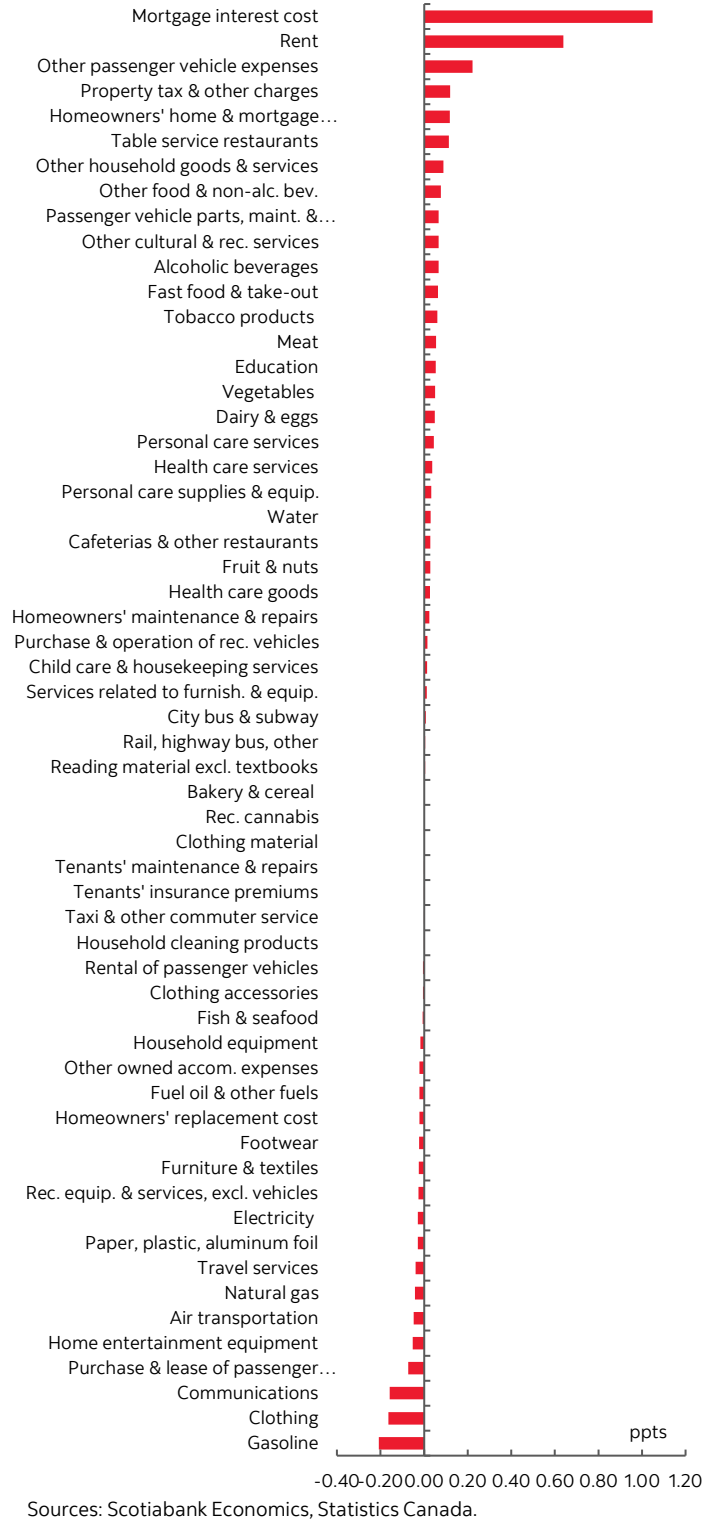 Mortgage interest cost
Rent
Other passenger vehicle expenses
Property tax & other charges
Homeowners' home & mortgage…
Table service restaurants
Other household goods & services
Other food & non-alc. bev.
Passenger vehicle parts, maint. &…
Other cultural & rec. services
Alcoholic beverages
Fast food & take-out
Tobacco products
Meat
Education
Vegetables
Dairy & eggs
Personal care services
Health care services
Personal care supplies & equip.
Water
Cafeterias & other restaurants
Fruit & nuts
Health care goods
Homeowners' maintenance & repairs
Purchase & operation of rec. vehicles
Child care & housekeeping services
Services related to furnish. & equip.
City bus & subway
Rail, highway bus, other
Reading material excl. textbooks
Bakery & cereal
Rec. cannabis
Clothing material
Tenants' maintenance & repairs
Tenants' insurance premiums
Taxi & other commuter service
Household cleaning products
Rental of passenger vehicles
Clothing accessories
Fish & seafood
Household equipment
Other owned accom. expenses
Fuel oil & other fuels
Homeowners' replacement cost
Footwear
Furniture & textiles
Rec. equip. & services, excl. vehicles
Electricity
Paper, plastic, aluminum foil
Travel services
Natural gas
Air transportation
Home entertainment equipment
Purchase & lease of passenger…
Communications
Clothing
Gasoline
ppts
-0.40 -0.20 0.00 0.20 0.40 0.60 0.80 1.00 1.20
Sources: Scotiabank Economics, Statistics Canada.